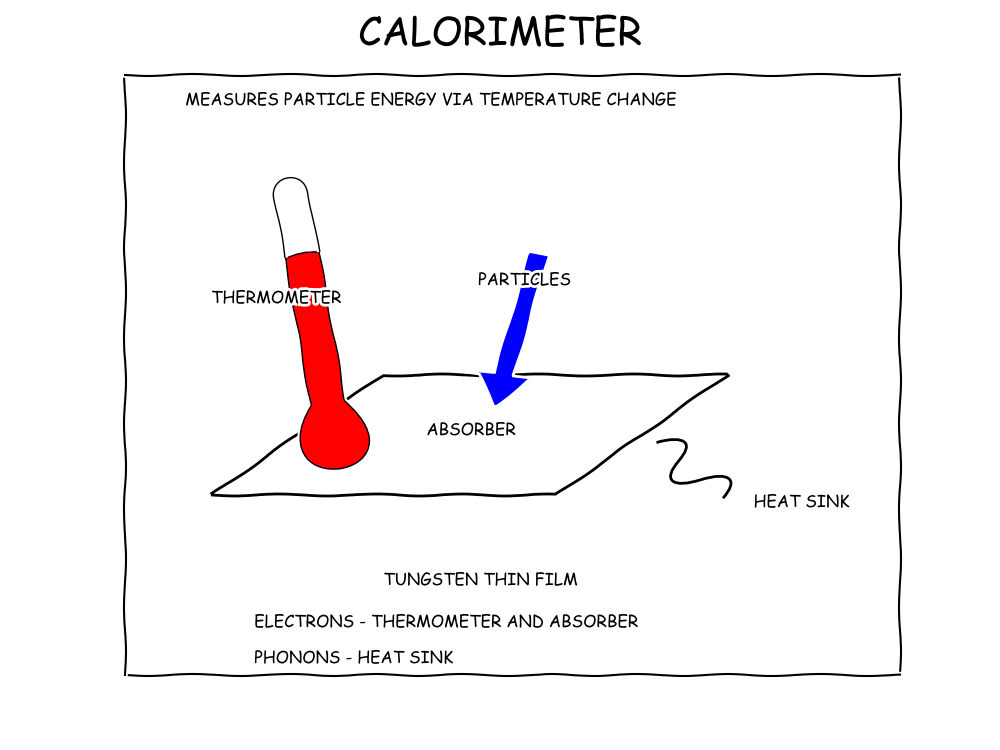 CALORIMETER
MEASURES PARTICLE ENERGY VIA TEMPERATURE CHANGE
PARTICLES
THERMOMETER
ABSORBER
HEAT SINK
TUNGSTEN THIN FILM
ELECTRONS - THERMOMETER AND ABSORBER
PHONONS - HEAT SINK